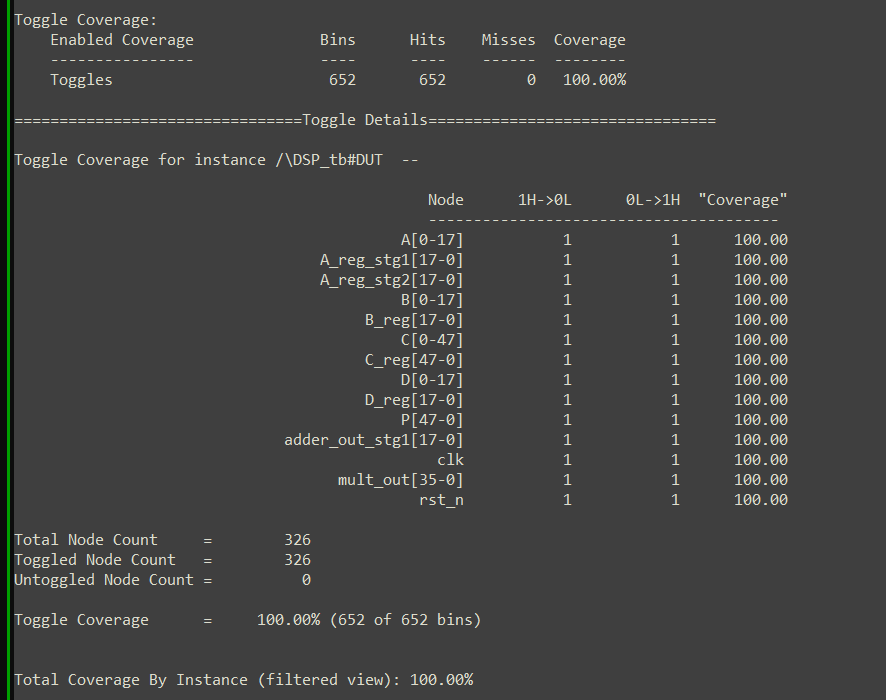 Toggle Coverage:
    Enabled Coverage              Bins      Hits    Misses  Coverage
    ----------------              ----      ----    ------  --------
    Toggles                        652       652         0   100.00%
================================Toggle Details================================
Toggle Coverage for instance /\DSP_tb#DUT  --
                                              Node      1H->0L      0L->1H  "Coverage"
                                              ---------------------------------------
                                              A[0-17]           1           1      100.00
                                  A_reg_stg1[17-0]           1           1      100.00
                                  A_reg_stg2[17-0]           1           1      100.00
                                              B[0-17]           1           1      100.00
                                       B_reg[17-0]           1           1      100.00
                                              C[0-47]           1           1      100.00
                                       C_reg[47-0]           1           1      100.00
                                              D[0-17]           1           1      100.00
                                       D_reg[17-0]           1           1      100.00
                                              P[47-0]           1           1      100.00
                              adder_out_stg1[17-0]           1           1      100.00
                                               clk           1           1      100.00
                                    mult_out[35-0]           1           1      100.00
                                             rst_n           1           1      100.00
Total Node Count     =        326
Toggled Node Count   =        326
Untoggled Node Count =          0
Toggle Coverage      =     100.00% (652 of 652 bins)
Total Coverage By Instance (filtered view): 100.00%